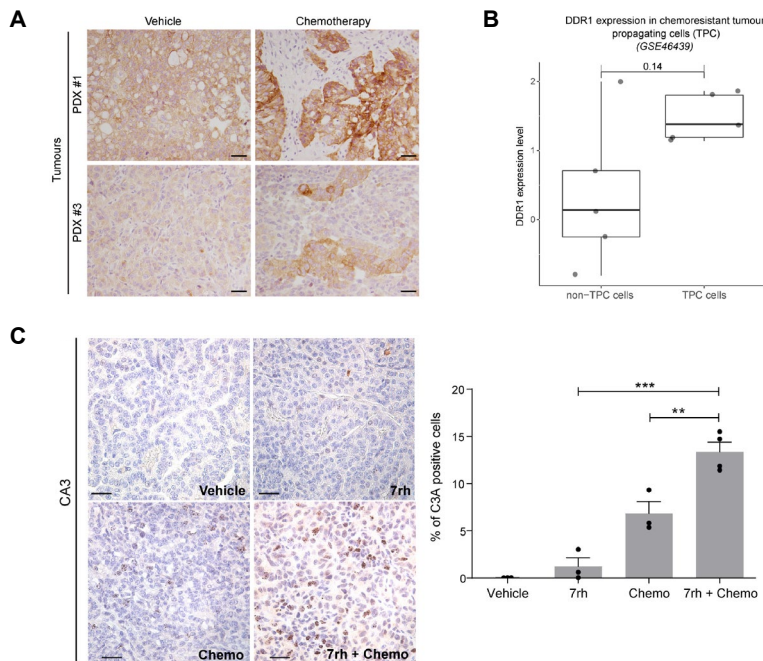 A
Vehicle
Chemotherapy
PDX #1
PDX #3
Tumours
B
DDR1 expression in chemoresistant tumour
propagating cells (TPC)
(GSE46439)
0.14
2
1
0
DDR1 expression level
non-TPC cells
TPC cells
C
CA3
Vehicle
7rh
Chemo
7rh + Chemo
% of C3A positive cells
20
15
10
5
0
***
**
Vehicle
7rh
Chemo
7rh + Chemo